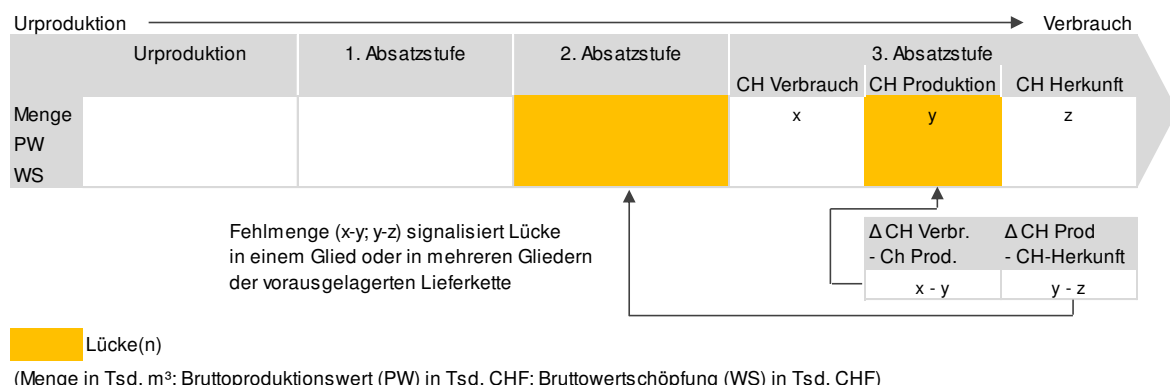 Urproduktion Verbrauch
Urproduktion 1. Absatzstufe 2. Absatzstufe 3. Absatzstufe
CH Verbrauch CH Produktion CH Herkunft
Menge x y z
PW
WS
Fehlmenge (x-y; y-z) signalisiert Lücke
in einem Glied oder in mehreren Gliedern
der vorausgelagerten Lieferkette
Δ CH Verbr. Δ CH Prod
- Ch Prod. - CH-Herkunft
x - y y - z
Lücke(n)
(Menge in Tsd. m³; Bruttoproduktionswert (PW) in Tsd. CHF; Bruttowertschöpfung (WS) in Tsd. CHF)